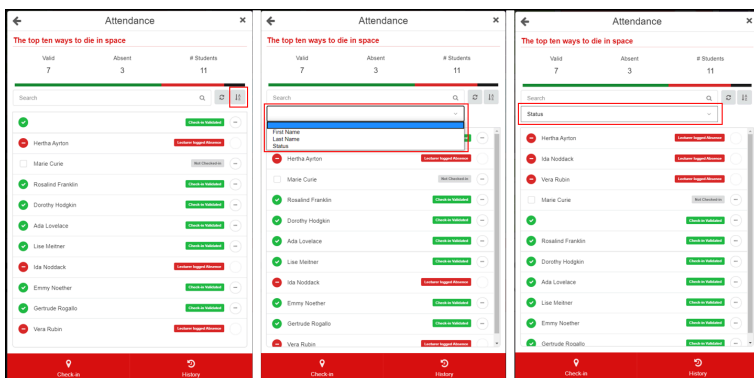 Attendance
The top ten ways to die in space
Valid Absent # Students
7 3 11
Search
Check-in Validated
Hertha Ayrton Lecturer logged Absence
Marie Curie Not Checked-in
Rosalind Franklin Check-in Validated
Dorothy Hodgkin Check-in Validated
Ada Lovelace Check-in Validated
Lise Meitner Check-in Validated
Ida Noddack Lecturer logged Absence
Emmy Noether Check-in Validated
Gertrude Rogallo Check-in Validated
Vera Rubin Lecturer logged Absence
Check-in History
Attendance
The top ten ways to die in space
Valid Absent # Students
7 3 11
Search
First Name
Last Name
Status
Hertha Ayrton Lecturer logged Absence
Marie Curie Not Checked-in
Rosalind Franklin Check-in Validated
Dorothy Hodgkin Check-in Validated
Ada Lovelace Check-in Validated
Lise Meitner Check-in Validated
Ida Noddack Lecturer logged Absence
Emmy Noether Check-in Validated
Gertrude Rogallo Check-in Validated
Vera Rubin Lecturer logged Absence
Check-in History
Attendance
The top ten ways to die in space
Valid Absent # Students
7 3 11
Search
Status
Hertha Ayrton Lecturer logged Absence
Ida Noddack Lecturer logged Absence
Vera Rubin Lecturer logged Absence
Marie Curie Not Checked-in
Check-in Validated
Rosalind Franklin Check-in Validated
Dorothy Hodgkin Check-in Validated
Ada Lovelace Check-in Validated
Lise Meitner Check-in Validated
Emmy Noether Check-in Validated
Gertrude Rogallo Check-in Validated
Check-in History